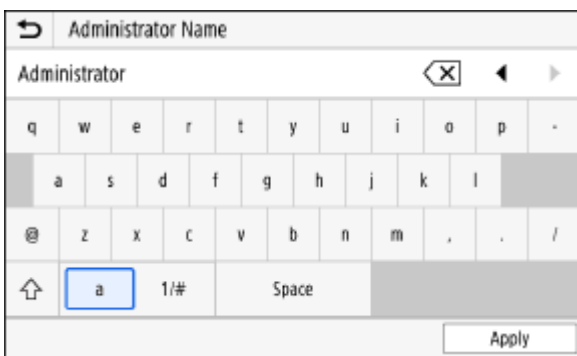 Administrator Name
Administrator
q w e r t y u i o p -
a s d f g h j k l
@ z x c v b n m , . /
a 1/# Space
Apply